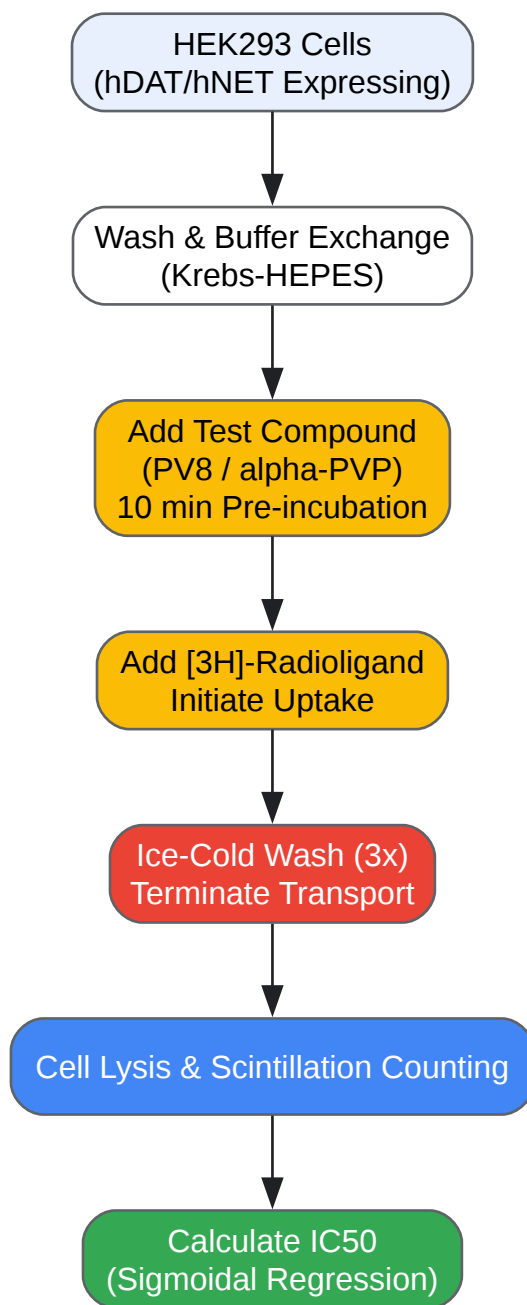 HEK293 Cells
(hDAT/hNET Expressing)
Wash & Buffer Exchange
(Krebs-HEPES)
Add Test Compound
(PV8 / alpha-PVP)
10 min Pre-incubation
Add [3H]-Radioligand
Initiate Uptake
Ice-Cold Wash (3x)
Terminate Transport
Cell Lysis & Scintillation Counting
Calculate IC50
(Sigmoidal Regression)